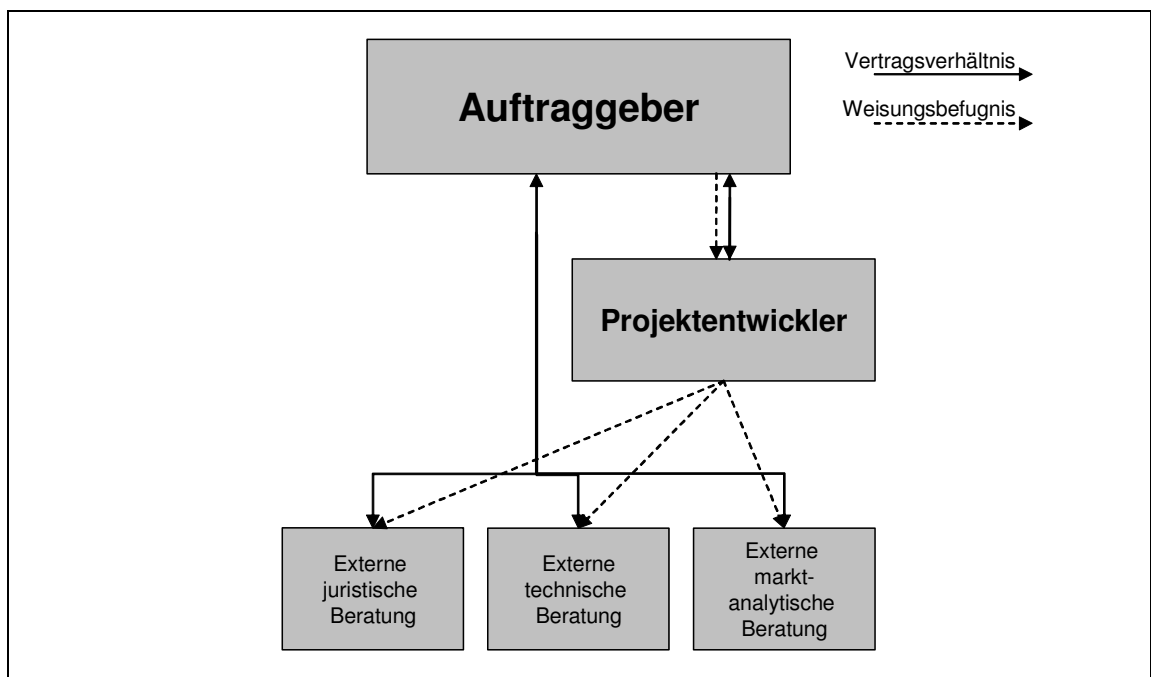 Auftraggeber
Vertragsverhältnis
Weisungsbefugnis
Projektentwickler
Externe
juristische
Beratung
Externe
technische
Beratung
Externe
markt-
analytische
Beratung